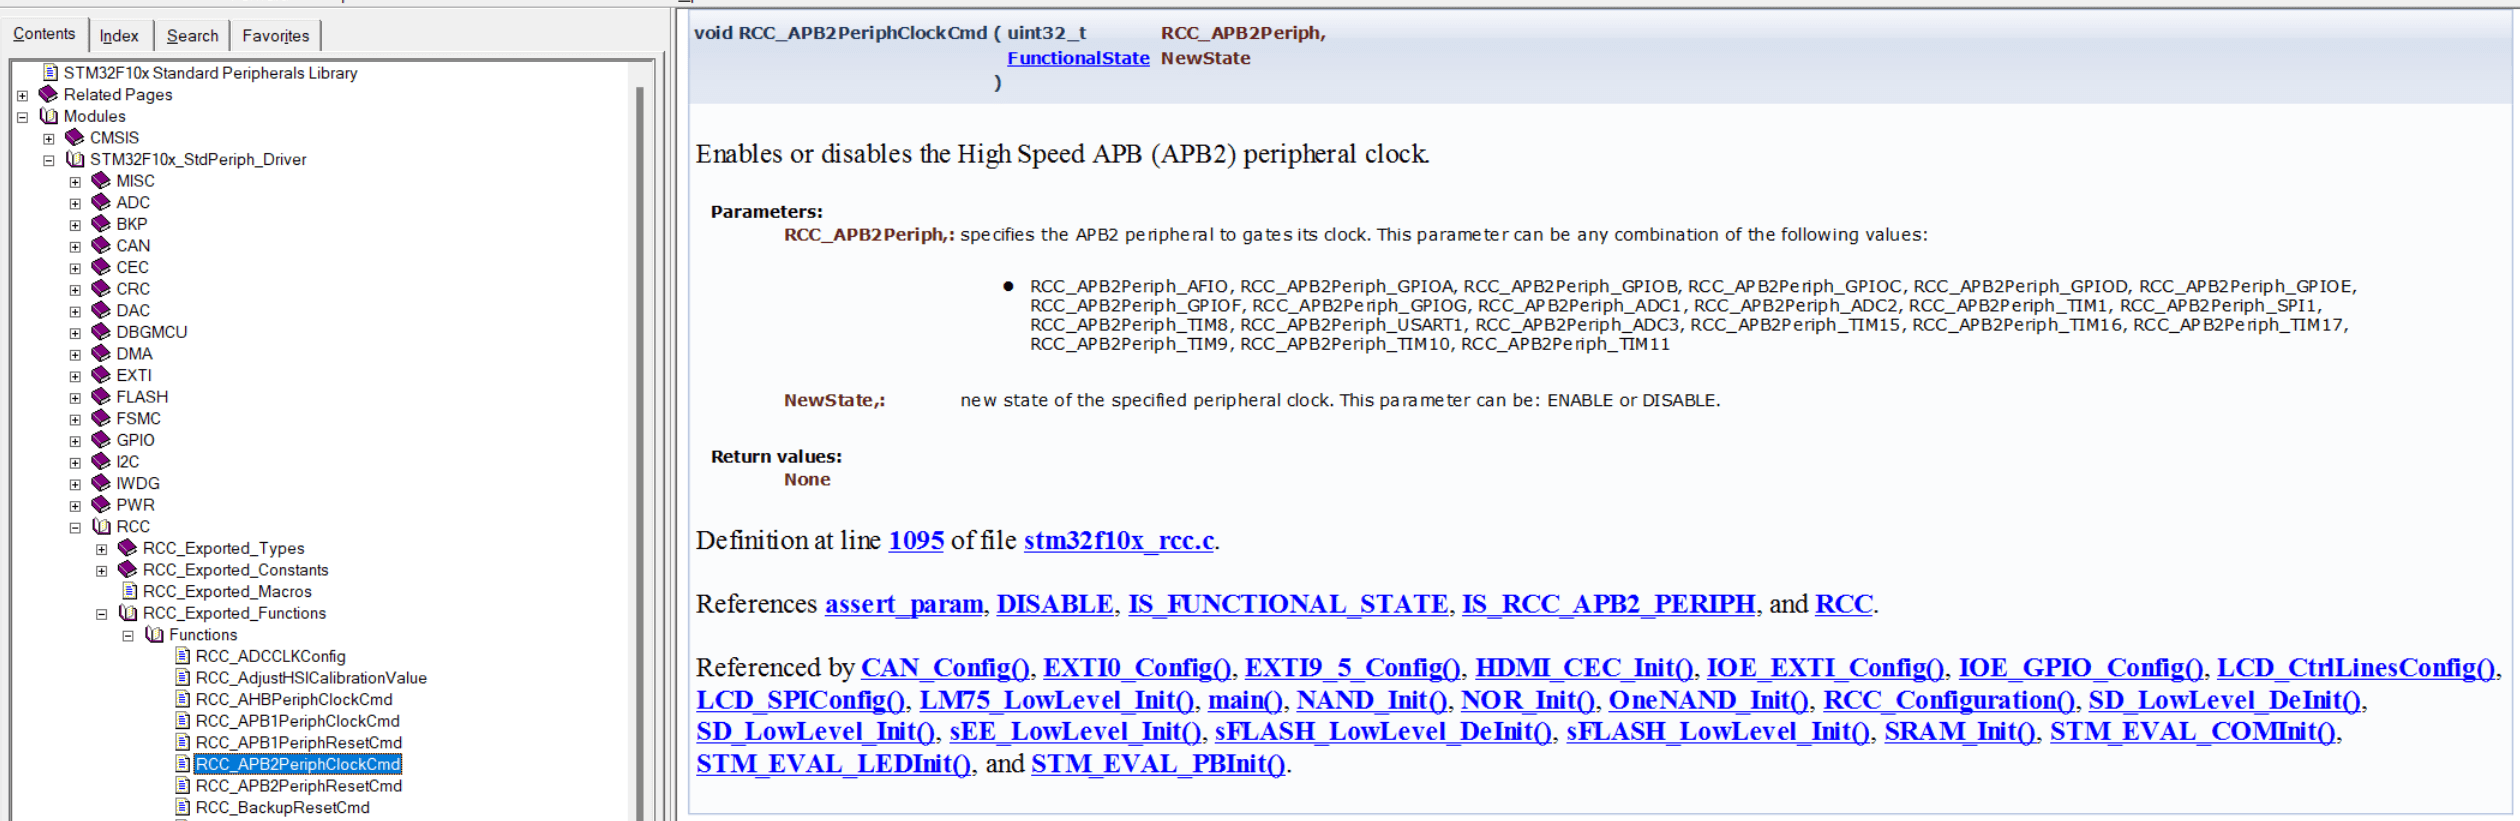 Contents
Index
Search
Favorites
STM32F10x Standard Peripherals Library
Related Pages
Modules
CMSIS
STM32F10x_StdPeriph_Driver
MISC
ADC
BKP
CAN
CEC
CRC
DAC
DBGMCU
DMA
EXTI
FLASH
FSMC
GPIO
I2C
IWDG
PWR
RCC
RCC_Exported_Types
RCC_Exported_Constants
RCC_Exported_Macros
RCC_Exported_Functions
Functions
RCC_ADCCLKConfig
RCC_AdjustHSICalibrationValue
RCC_AHBPeriphClockCmd
RCC_APB1PeriphClockCmd
RCC_APB1PeriphResetCmd
RCC_APB2PeriphClockCmd
RCC_APB2PeriphResetCmd
RCC_BackupResetCmd
void RCC_APB2PeriphClockCmd ( uint32_t RCC_APB2Periph,
FunctionalState NewState
)
Enables or disables the High Speed APB (APB2) peripheral clock.
Parameters:
RCC_APB2Periph,: specifies the APB2 peripheral to gates its clock. This parameter can be any combination of the following values:
● RCC_APB2Periph_AFIO, RCC_APB2Periph_GPIOA, RCC_APB2Periph_GPIOB, RCC_APB2Periph_GPIOC, RCC_APB2Periph_GPIOD, RCC_APB2Periph_GPIOE,
RCC_APB2Periph_GPIOF, RCC_APB2Periph_GPIOG, RCC_APB2Periph_ADC1, RCC_APB2Periph_ADC2, RCC_APB2Periph_TIM1, RCC_APB2Periph_SPI1,
RCC_APB2Periph_TIM8, RCC_APB2Periph_USART1, RCC_APB2Periph_ADC3, RCC_APB2Periph_TIM15, RCC_APB2Periph_TIM16, RCC_APB2Periph_TIM17,
RCC_APB2Periph_TIM9, RCC_APB2Periph_TIM10, RCC_APB2Periph_TIM11
NewState,: new state of the specified peripheral clock. This parameter can be: ENABLE or DISABLE.
Return values:
None
Definition at line 1095 of file stm32f10x_rcc.c.
References assert_param, DISABLE, IS_FUNCTIONAL_STATE, IS_RCC_APB2_PERIPH, and RCC.
Referenced by CAN_Config(), EXTI0_Config(), EXTI9_5_Config(), HDMI_CEC_Init(), IOE_EXTI_Config(), IOE_GPIO_Config(), LCD_CtrlLinesConfig(),
LCD_SPIConfig(), LM75_LowLevel_Init(), main(), NAND_Init(), NOR_Init(), OneNAND_Init(), RCC_Configuration(), SD_LowLevel_DeInit(),
SD_LowLevel_Init(), sEE_LowLevel_Init(), sFLASH_LowLevel_DeInit(), sFLASH_LowLevel_Init(), SRAM_Init(), STM_EVAL_COMInit(),
STM_EVAL_LEDInit(), and STM_EVAL_PBInit().